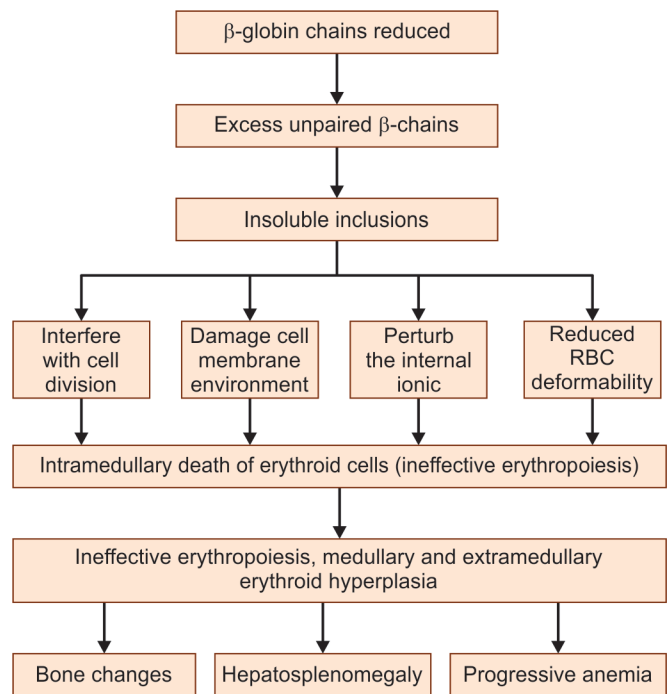 β-globin chains reduced
Excess unpaired β-chains
Insoluble inclusions
Interfere
with cell
division
Damage cell
membrane
environment
Perturb
the internal
ionic
Reduced
RBC
deformability
Intramedullary death of erythroid cells (ineffective erythropoiesis)
Ineffective erythropoiesis, medullary and extramedullary
erythroid hyperplasia
Bone changes
Hepatosplenomegaly
Progressive anemia